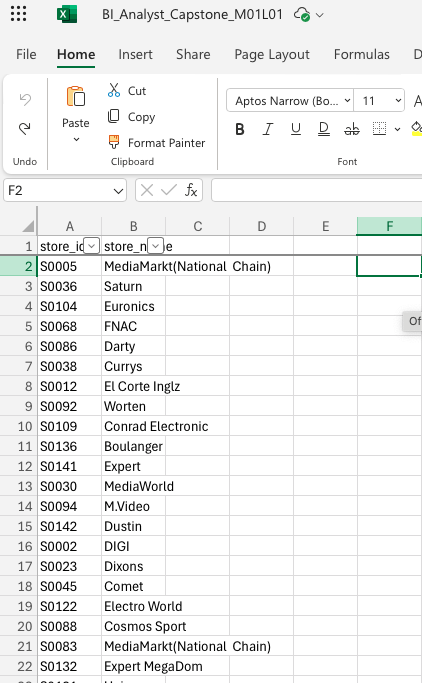 BI_Analyst_Capstone_M01L01
File Home Insert Share Page Layout Formulas D
Cut
Copy
Paste
Format Painter
Undo Clipboard
Aptos Narrow (Bo... 11 A
B I U D ab
Font
F2 fx
A B C D E F
1 store_id store_name
2 S0005 MediaMarkt(National Chain)
Of
3 S0036 Saturn
4 S0104 Euronics
5 S0068 FNAC
6 S0086 Darty
7 S0038 Currys
8 S0012 El Corte Inglz
9 S0092 Worten
10 S0109 Conrad Electronic
11 S0136 Boulanger
12 S0141 Expert
13 S0030 MediaWorld
14 S0094 M.Video
15 S0142 Dustin
16 S0002 DIGI
17 S0023 Dixons
18 S0045 Comet
19 S0122 Electro World
20 S0088 Cosmos Sport
21 S0083 MediaMarkt(National Chain)
22 S0132 Expert MegaDom